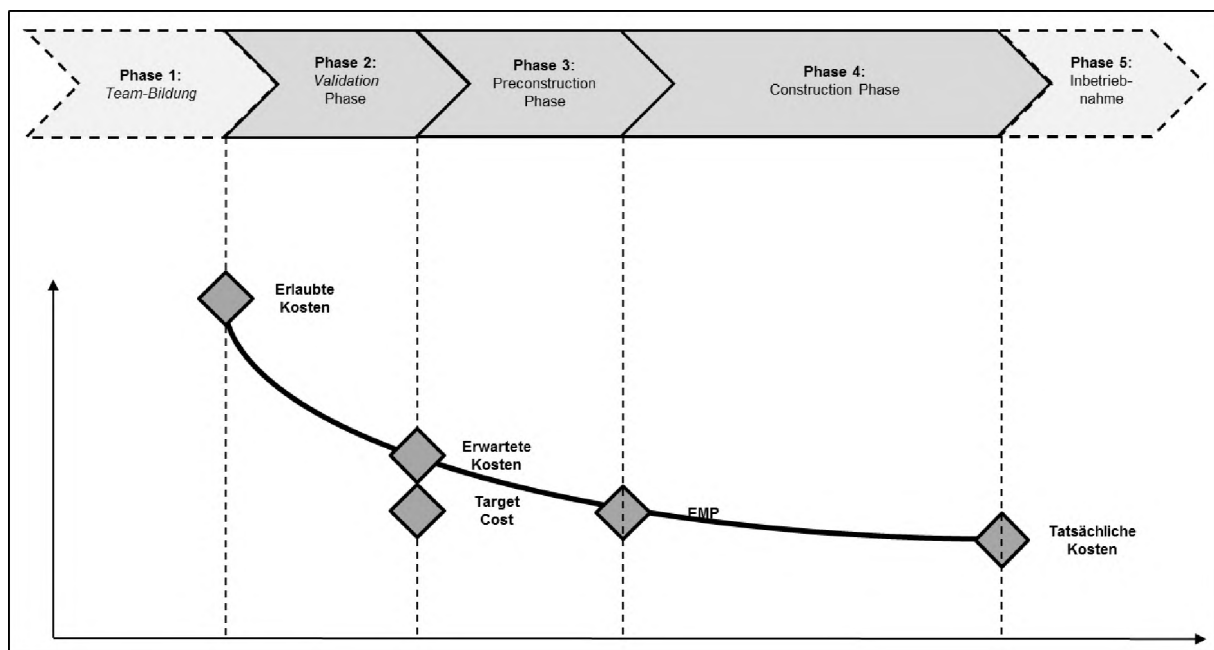 Phase 1:
Team-Bildung
Phase 2:
Validation
Phase
Phase 3:
Preconstruction
Phase
Phase 4:
Construction Phase
Phase 5:
Inbetrieb-
nahme
Erlaubte
Kosten
Erwartete
Kosten
Target
Cost
EMP
Tatsächliche
Kosten